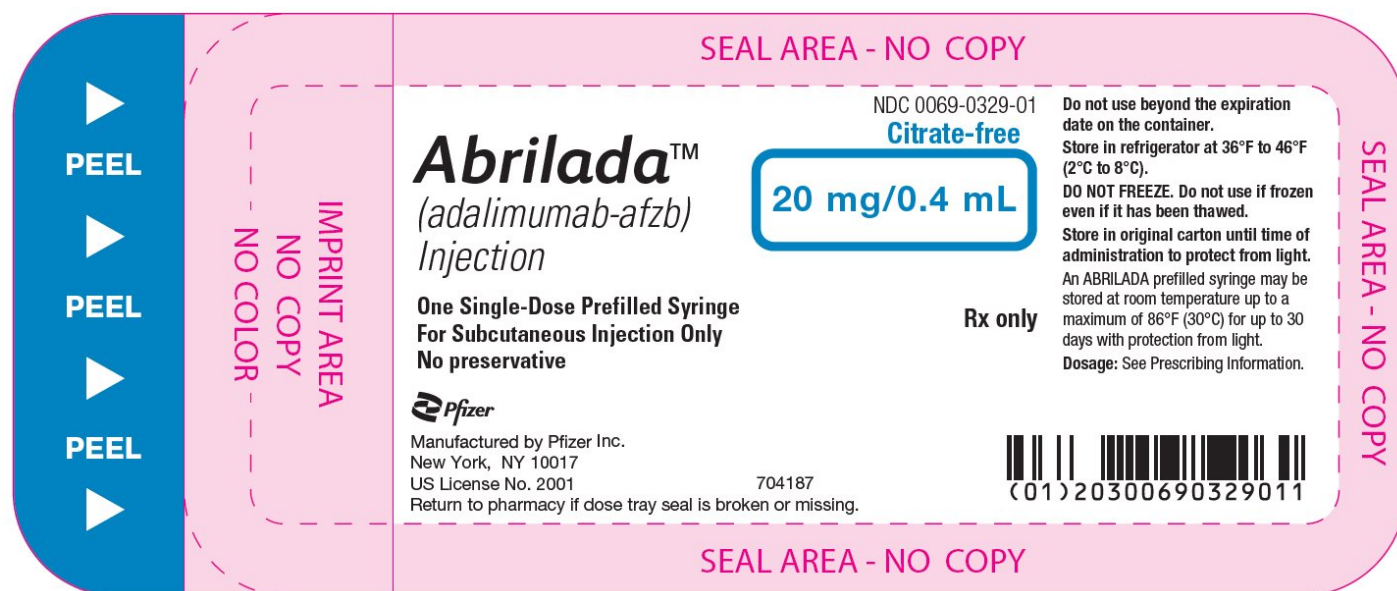 SEAL AREA - NO COPY
PEEL
PEEL
PEEL
IMPRINT AREA
NO COPY
NO COLOR
Abrilada™
(adalimumab-afzb)
Injection
One Single-Dose Prefilled Syringe
For Subcutaneous Injection Only
No preservative
Pfizer
Manufactured by Pfizer Inc.
New York, NY 10017
US License No. 2001 704187
Return to pharmacy if dose tray seal is broken or missing.
NDC 0069-0329-01
Citrate-free
20 mg/0.4 mL
Rx only
Do not use beyond the expiration
date on the container.
Store in refrigerator at 36°F to 46°F
(2°C to 8°C).
DO NOT FREEZE. Do not use if frozen
even if it has been thawed.
Store in original carton until time of
administration to protect from light.
An ABRILADA prefilled syringe may be
stored at room temperature up to a
maximum of 86°F (30°C) for up to 30
days with protection from light.
Dosage: See Prescribing Information.
(01)20300690329011
SEAL AREA - NO COPY
SEAL AREA - NO COPY